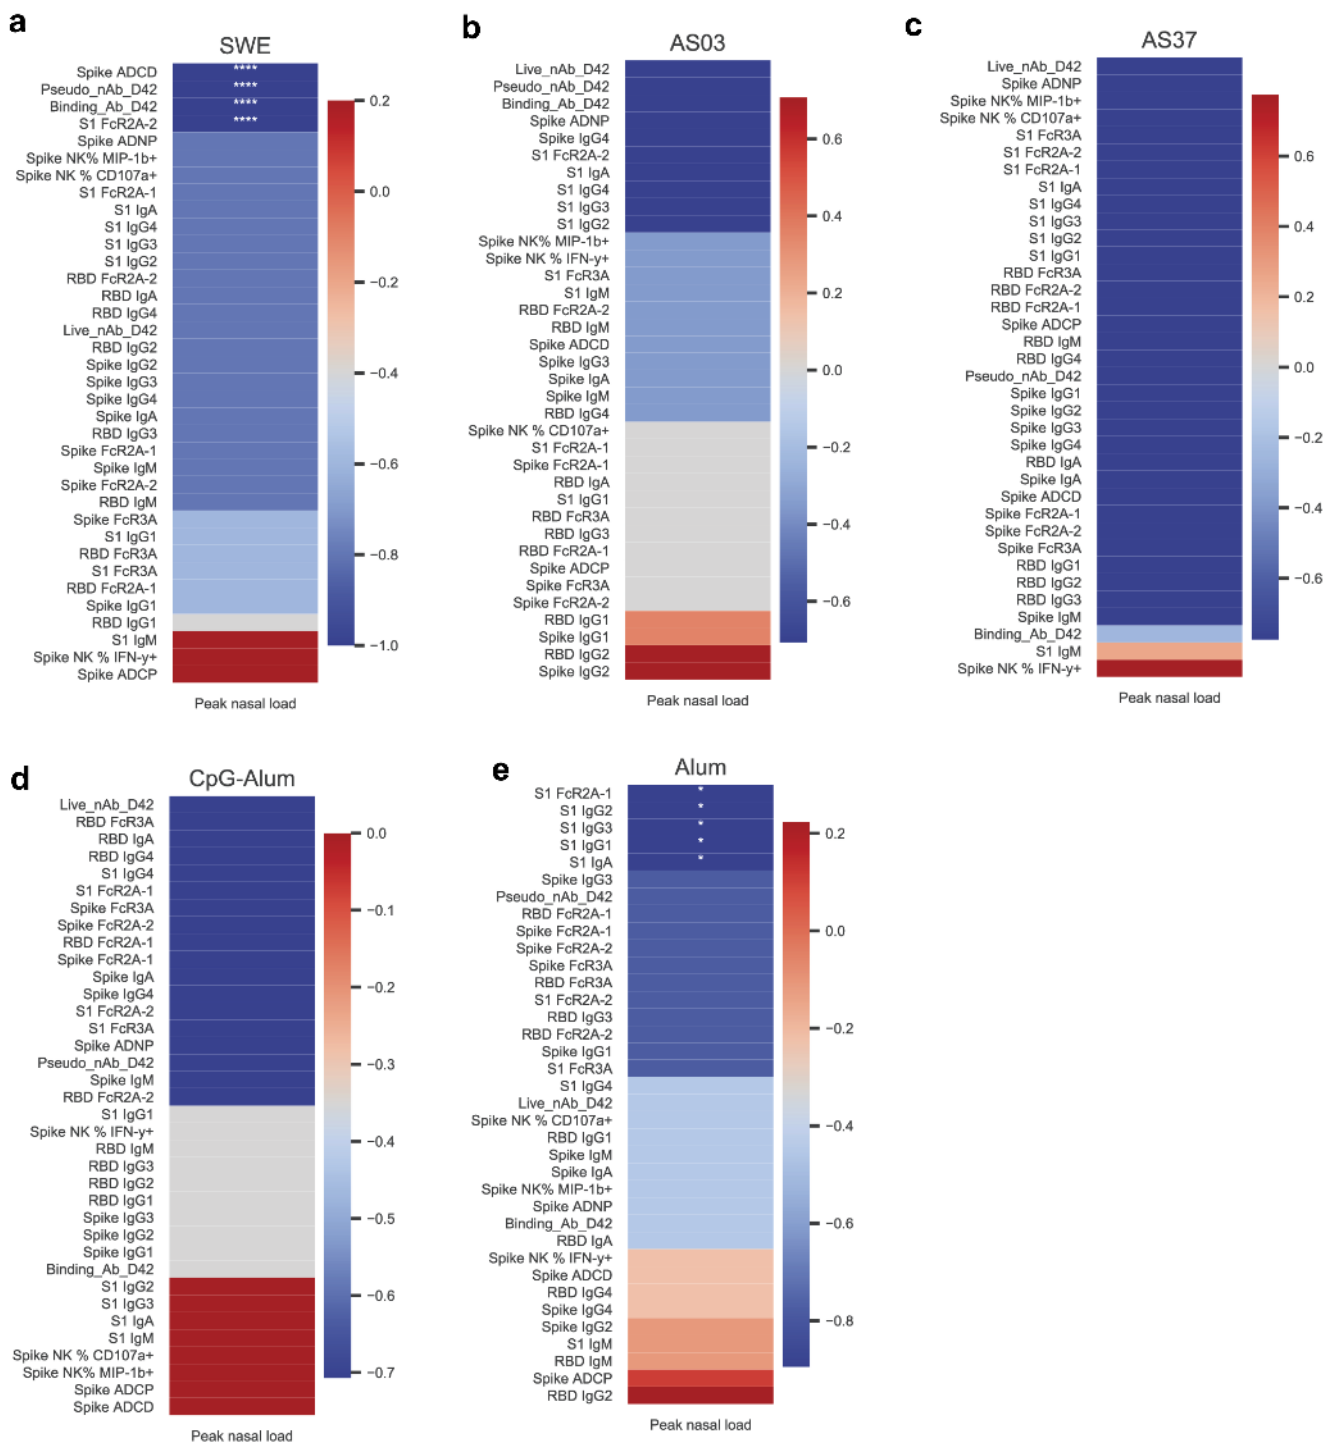 a
SWE
Spike ADCD
Pseudo_nAb_D42
Binding_Ab_D42
S1 FcR2A-2
Spike ADNP
Spike NK% MIP-1b+
Spike NK % CD107a+
S1 FcR2A-1
S1 IgA
S1 IgG4
S1 IgG3
S1 IgG2
RBD FcR2A-2
RBD IgA
RBD IgG4
Live_nAb_D42
RBD IgG2
Spike IgG2
Spike IgG3
Spike IgG4
Spike IgA
RBD IgG3
Spike FcR2A-1
Spike IgM
Spike FcR2A-2
RBD IgM
Spike FcR3A
S1 IgG1
RBD FcR3A
S1 FcR3A
RBD FcR2A-1
Spike IgG1
RBD IgG1
S1 IgM
Spike NK % IFN-y+
Spike ADCP
****
****
****
****
0.2
0.0
−0.2
−0.4
−0.6
−0.8
−1.0
Peak nasal load
b
AS03
Live_nAb_D42
Pseudo_nAb_D42
Binding_Ab_D42
Spike ADNP
Spike IgG4
S1 FcR2A-2
S1 IgA
S1 IgG4
S1 IgG3
S1 IgG2
Spike NK% MIP-1b+
Spike NK % IFN-y+
S1 FcR3A
S1 IgM
RBD FcR2A-2
RBD IgM
Spike ADCD
Spike IgG3
Spike IgA
Spike IgM
RBD IgG4
Spike NK % CD107a+
S1 FcR2A-1
Spike FcR2A-1
RBD IgA
S1 IgG1
RBD FcR3A
RBD IgG3
RBD FcR2A-1
Spike ADCP
Spike FcR3A
Spike FcR2A-2
RBD IgG1
Spike IgG1
RBD IgG2
Spike IgG2
0.6
0.4
0.2
0.0
−0.2
−0.4
−0.6
Peak nasal load
c
AS37
Live_nAb_D42
Spike ADNP
Spike NK% MIP-1b+
Spike NK % CD107a+
S1 FcR3A
S1 FcR2A-2
S1 FcR2A-1
S1 IgA
S1 IgG4
S1 IgG3
S1 IgG2
S1 IgG1
RBD FcR3A
RBD FcR2A-2
RBD FcR2A-1
Spike ADCP
RBD IgM
RBD IgG4
Pseudo_nAb_D42
Spike IgG1
Spike IgG2
Spike IgG3
Spike IgG4
RBD IgA
Spike IgA
Spike ADCD
Spike FcR2A-1
Spike FcR2A-2
Spike FcR3A
RBD IgG1
RBD IgG2
RBD IgG3
Spike IgM
Binding_Ab_D42
S1 IgM
Spike NK % IFN-y+
0.6
0.4
0.2
0.0
−0.2
−0.4
−0.6
Peak nasal load
d
CpG-Alum
Live_nAb_D42
RBD FcR3A
RBD IgA
RBD IgG4
S1 IgG4
S1 FcR2A-1
Spike FcR3A
Spike FcR2A-2
RBD FcR2A-1
Spike FcR2A-1
Spike IgA
Spike IgG4
S1 FcR2A-2
S1 FcR3A
Spike ADNP
Pseudo_nAb_D42
Spike IgM
RBD FcR2A-2
S1 IgG1
Spike NK % IFN-y+
RBD IgM
RBD IgG3
RBD IgG2
RBD IgG1
Spike IgG3
Spike IgG2
Spike IgG1
Binding_Ab_D42
S1 IgG2
S1 IgG3
S1 IgA
S1 IgM
Spike NK % CD107a+
Spike NK% MIP-1b+
Spike ADCP
Spike ADCD
0.0
−0.1
−0.2
−0.3
−0.4
−0.5
−0.6
−0.7
Peak nasal load
e
Alum
S1 FcR2A-1
S1 IgG2
S1 IgG3
S1 IgG1
S1 IgA
Spike IgG3
Pseudo_nAb_D42
RBD FcR2A-1
Spike FcR2A-1
Spike FcR2A-2
Spike FcR3A
RBD FcR3A
S1 FcR2A-2
RBD IgG3
RBD FcR2A-2
Spike IgG1
S1 FcR3A
S1 IgG4
Live_nAb_D42
Spike NK % CD107a+
RBD IgG1
Spike IgM
Spike IgA
Spike NK% MIP-1b+
Spike ADNP
Binding_Ab_D42
RBD IgA
Spike NK % IFN-y+
Spike ADCD
RBD IgG4
Spike IgG4
Spike IgG2
S1 IgM
RBD IgM
Spike ADCP
RBD IgG2
*
*
*
*
*
0.2
0.0
−0.2
−0.4
−0.6
−0.8
Peak nasal load